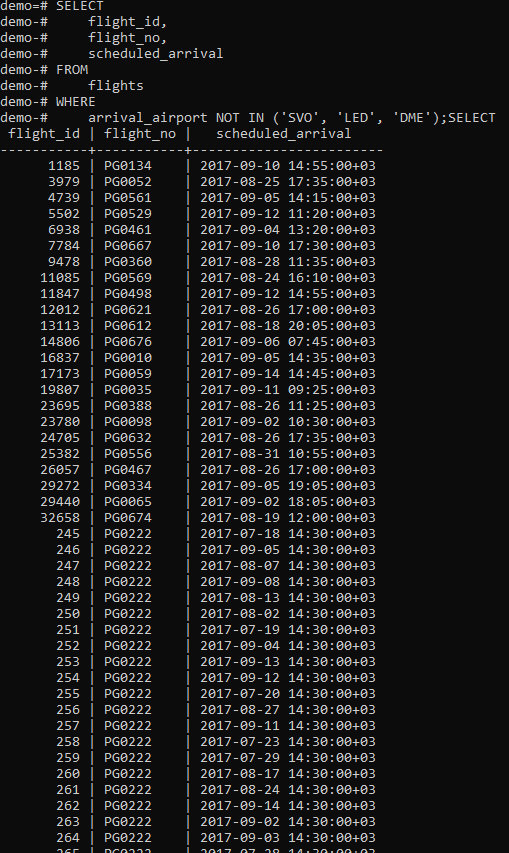 demo=# SELECT
demo-#     flight_id,
demo-#     flight_no,
demo-#     scheduled_arrival
demo-# FROM
demo-#     flights
demo-# WHERE
demo-#     arrival_airport NOT IN ('SVO', 'LED', 'DME');SELECT
 flight_id | flight_no |   scheduled_arrival
-----------+-----------+------------------------
      1185 | PG0134    | 2017-09-10 14:55:00+03
      3979 | PG0052    | 2017-08-25 17:35:00+03
      4739 | PG0561    | 2017-09-05 14:15:00+03
      5502 | PG0529    | 2017-09-12 11:20:00+03
      6938 | PG0461    | 2017-09-04 13:20:00+03
      7784 | PG0667    | 2017-09-10 17:30:00+03
      9478 | PG0360    | 2017-08-28 11:35:00+03
     11085 | PG0569    | 2017-08-24 16:10:00+03
     11847 | PG0498    | 2017-09-12 14:55:00+03
     12012 | PG0621    | 2017-08-26 17:00:00+03
     13113 | PG0612    | 2017-08-18 20:05:00+03
     14806 | PG0676    | 2017-09-06 07:45:00+03
     16837 | PG0010    | 2017-09-05 14:35:00+03
     17173 | PG0059    | 2017-09-14 14:45:00+03
     19807 | PG0035    | 2017-09-11 09:25:00+03
     23695 | PG0388    | 2017-08-26 11:25:00+03
     23780 | PG0098    | 2017-09-02 10:30:00+03
     24705 | PG0632    | 2017-08-26 17:35:00+03
     25382 | PG0556    | 2017-08-31 10:55:00+03
     26057 | PG0467    | 2017-08-26 17:00:00+03
     29272 | PG0334    | 2017-09-05 19:05:00+03
     29440 | PG0065    | 2017-09-02 18:05:00+03
     32658 | PG0674    | 2017-08-19 12:00:00+03
       245 | PG0222    | 2017-07-18 14:30:00+03
       246 | PG0222    | 2017-09-05 14:30:00+03
       247 | PG0222    | 2017-08-07 14:30:00+03
       248 | PG0222    | 2017-09-08 14:30:00+03
       249 | PG0222    | 2017-08-13 14:30:00+03
       250 | PG0222    | 2017-08-02 14:30:00+03
       251 | PG0222    | 2017-07-19 14:30:00+03
       252 | PG0222    | 2017-09-04 14:30:00+03
       253 | PG0222    | 2017-09-13 14:30:00+03
       254 | PG0222    | 2017-09-12 14:30:00+03
       255 | PG0222    | 2017-07-20 14:30:00+03
       256 | PG0222    | 2017-08-27 14:30:00+03
       257 | PG0222    | 2017-09-11 14:30:00+03
       258 | PG0222    | 2017-07-23 14:30:00+03
       259 | PG0222    | 2017-07-29 14:30:00+03
       260 | PG0222    | 2017-08-17 14:30:00+03
       261 | PG0222    | 2017-08-24 14:30:00+03
       262 | PG0222    | 2017-09-14 14:30:00+03
       263 | PG0222    | 2017-09-02 14:30:00+03
       264 | PG0222    | 2017-09-03 14:30:00+03
       265 | PG0222    | 2017-07-28 14:30:00+03